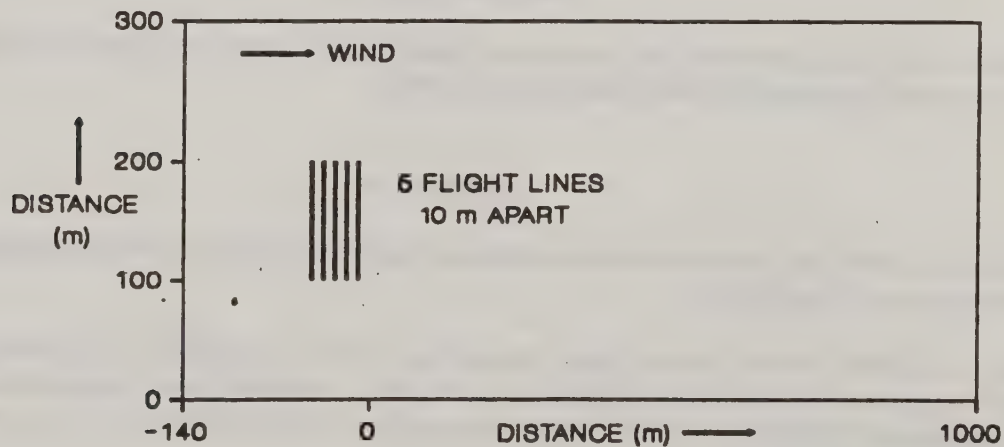 300
WIND
200
5 FLIGHT LINES
10 m APART
DISTANCE
(m)
100
0
-140
0
DISTANCE (m)
1000